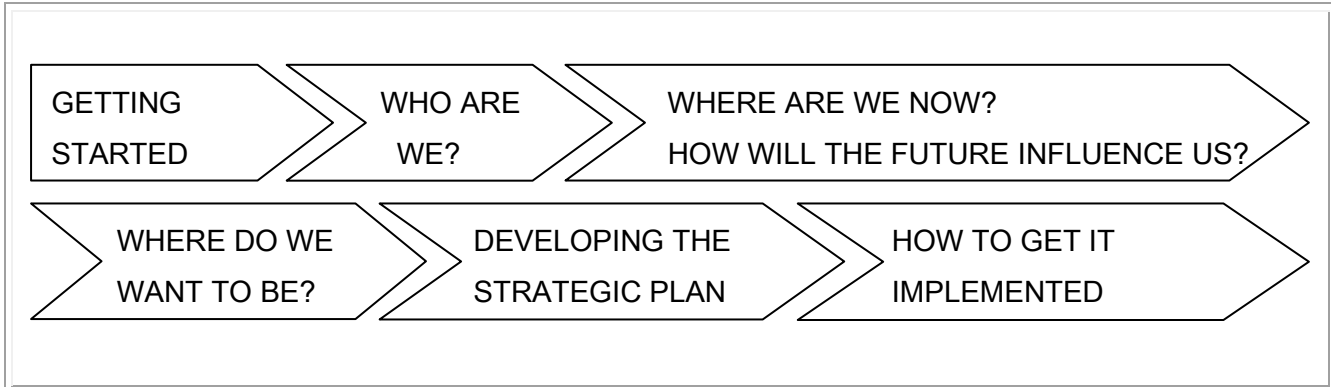 GETTING
STARTED
WHO ARE
WE?
WHERE ARE WE NOW?
HOW WILL THE FUTURE INFLUENCE US?
WHERE DO WE
WANT TO BE?
DEVELOPING THE
STRATEGIC PLAN
HOW TO GET IT
IMPLEMENTED